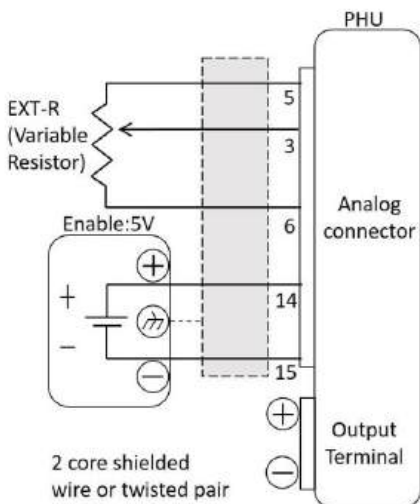 PHU
5
EXT-R
(Variable
Resistor)
3
6
Enable:5V
Analog
connector
+
+
14
−
−
15
+
Output
Terminal
−
2 core shielded
wire or twisted pair